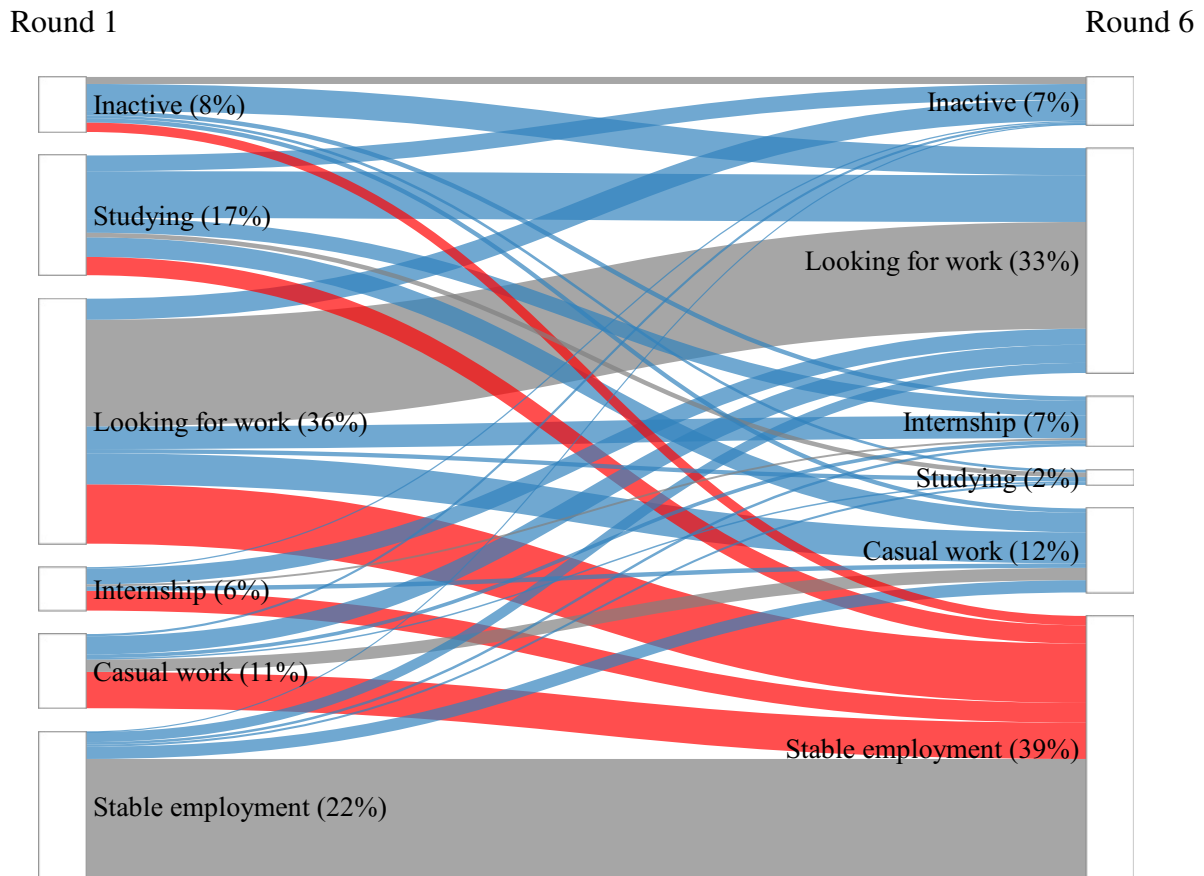 Round 1
Round 6
Inactive (8%)
Studying (17%)
Looking for work (36%)
Internship (6%)
Casual work (11%)
Stable employment (22%)
Inactive (7%)
Looking for work (33%)
Internship (7%)
Studying (2%)
Casual work (12%)
Stable employment (39%)